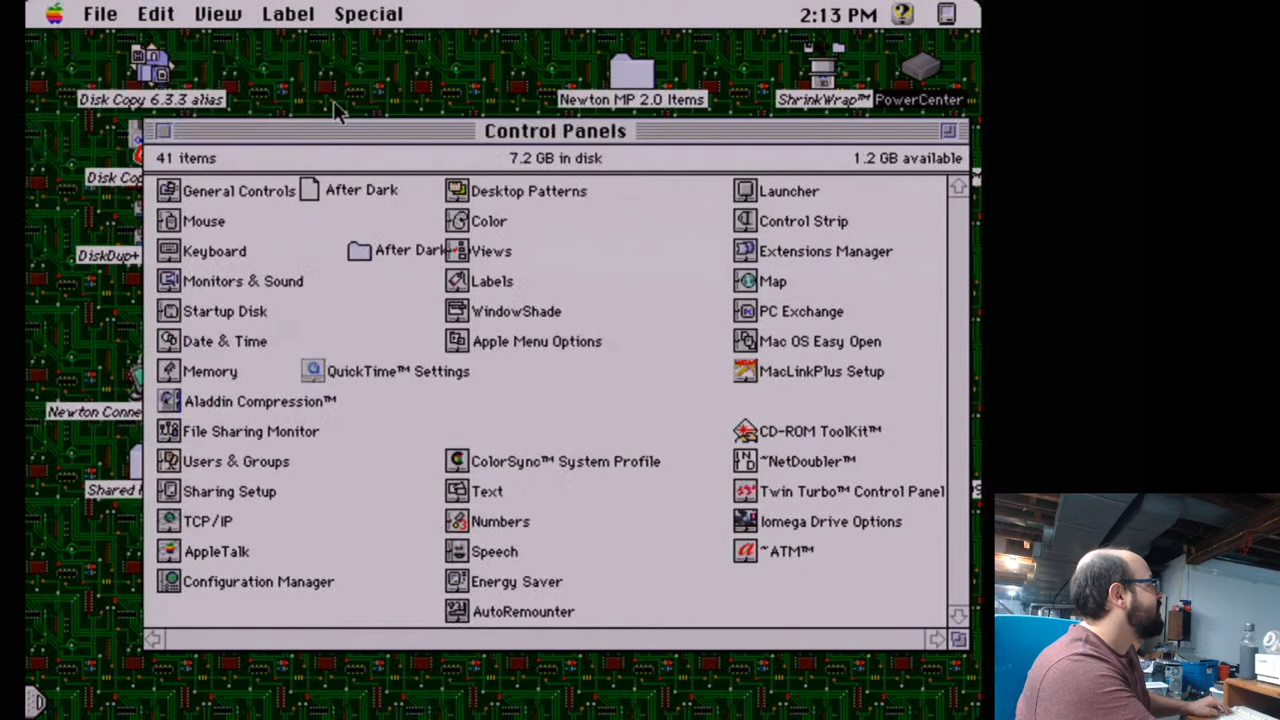 File Edit View Label Special 2:13 PM
Disk Copy 6.3.3 alias Newton MP 2.0 Items ShrinkWrap™ PowerCenter
Control Panels
41 items 7.2 GB in disk 1.2 GB available
General Controls After Dark Desktop Patterns Launcher
Mouse Color Control Strip
Keyboard After Dark Views Extensions Manager
Monitors & Sound Labels Map
Startup Disk WindowShade PC Exchange
Date & Time Apple Menu Options Mac OS Easy Open
Memory QuickTime™ Settings MacLinkPlus Setup
Aladdin Compression™
File Sharing Monitor CD-ROM ToolKit™
Users & Groups ColorSync™ System Profile ~NetDoubler™
Sharing Setup Text Twin Turbo™ Control Panel
TCP/IP Numbers Iomega Drive Options
AppleTalk Speech ~ATM™
Configuration Manager Energy Saver
AutoRemounter
Disk Cop
DiskDup+
Newton Conne
Shared